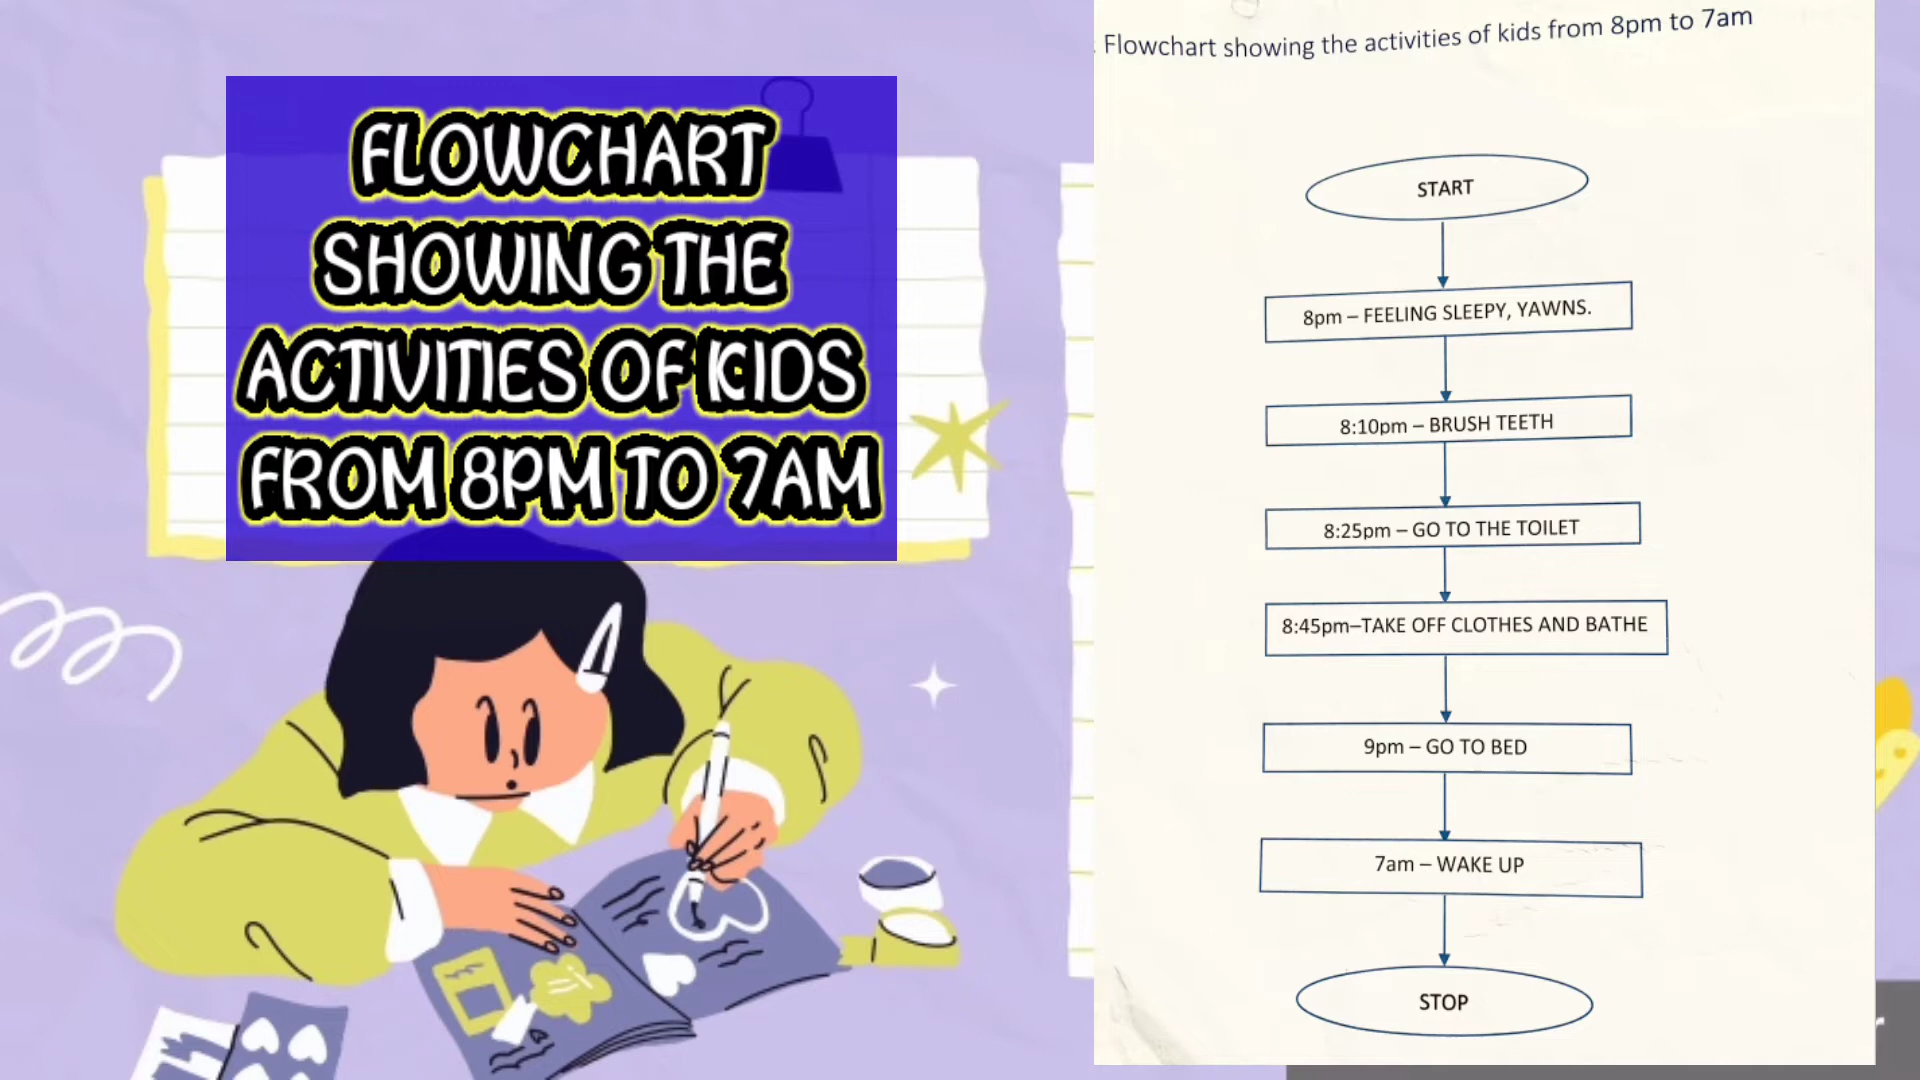 FLOWCHART
SHOWING THE
ACTIVITIES OF KIDS
FROM 8PM TO 7AM
Flowchart showing the activities of kids from 8pm to 7am
START
8pm – FEELING SLEEPY, YAWNS.
8:10pm – BRUSH TEETH
8:25pm – GO TO THE TOILET
8:45pm–TAKE OFF CLOTHES AND BATHE
9pm – GO TO BED
7am – WAKE UP
STOP